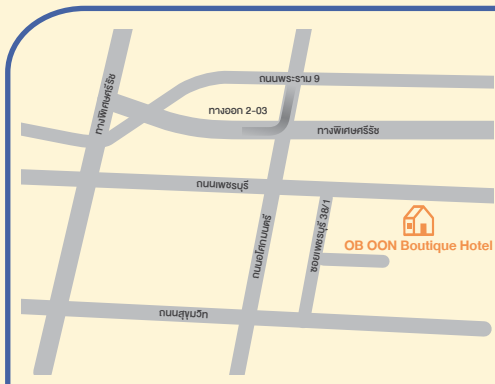 ทางพิเศษศรีรัช
ถนนพระราม 9
ทางออก 2-03
ทางพิเศษศรีรัช
ถนนเพชรบุรี
ถนนอโศกมนตรี
ซอยเพชรบุรี 38/1
OB OON Boutique Hotel
ถนนสุขุมวิท